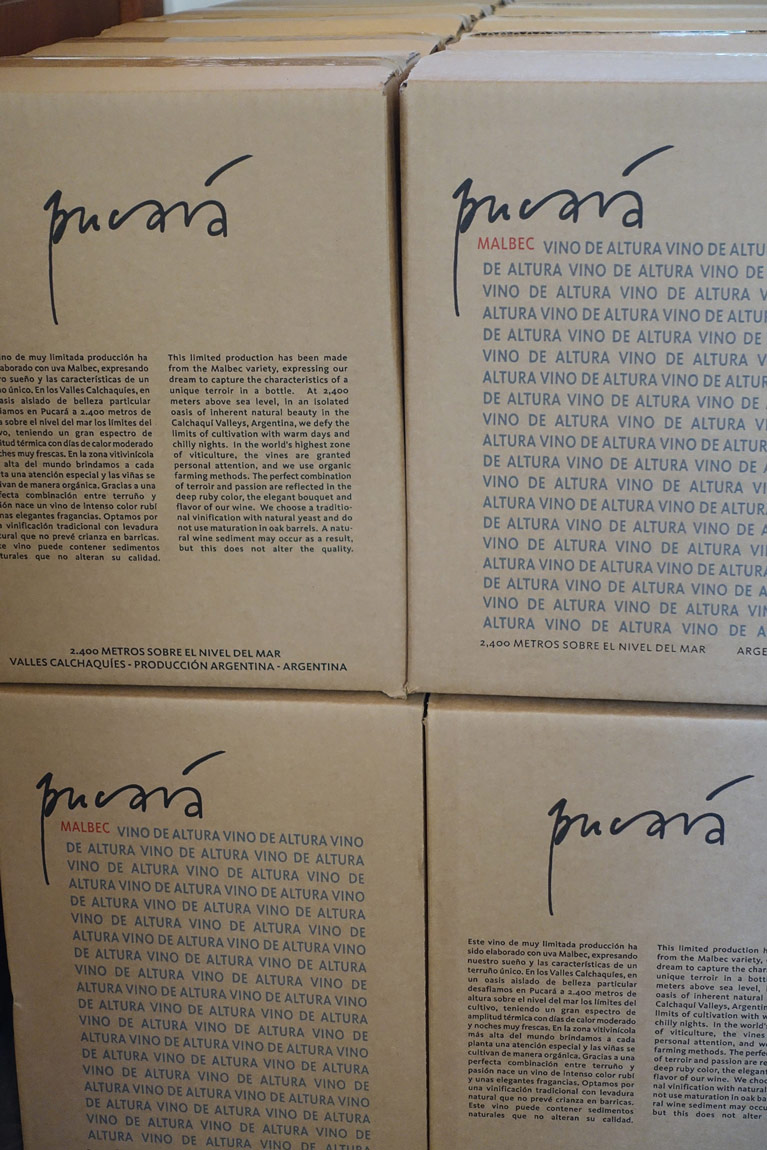 pucará
no de muy limitada producción ha
elaborado con uva Malbec, expresando
ro sueño y las características de un
no único. En los Valles Calchaquíes, en
oasis aislado de belleza particular
iamos en Pucará a 2.400 metros de
a sobre el nivel del mar los límites del
vo, teniendo un gran espectro de
itud térmica con días de calor moderado
ches muy frescas. En la zona vitivinícola
alta del mundo brindamos a cada
ta una atención especial y las viñas se
ivan de manera orgánica. Gracias a una
fecta combinación entre terruño y
ión nace un vino de intenso color rubí
nas elegantes fragancias. Optamos por
a vinificación tradicional con levadura
ural que no prevé crianza en barricas.
te vino puede contener sedimentos
turales que no alteran su calidad.
This limited production has been made
from the Malbec variety, expressing our
dream to capture the characteristics of a
unique terroir in a bottle. At 2,400
meters above sea level, in an isolated
oasis of inherent natural beauty in the
Calchaquí Valleys, Argentina, we defy the
limits of cultivation with warm days and
chilly nights. In the world's highest zone
of viticulture, the vines are granted
personal attention, and we use organic
farming methods. The perfect combination
of terroir and passion are reflected in the
deep ruby color, the elegant bouquet and
flavor of our wine. We choose a traditio-
nal vinification with natural yeast and do
not use maturation in oak barrels. A natu-
ral wine sediment may occur as a result,
but this does not alter the quality.
2.400 METROS SOBRE EL NIVEL DEL MAR
VALLES CALCHAQUÍES - PRODUCCIÓN ARGENTINA - ARGENTINA
pucará
MALBEC VINO DE ALTURA VINO DE ALTU
DE ALTURA VINO DE ALTURA VINO DE
VINO DE ALTURA VINO DE ALTURA V
ALTURA VINO DE ALTURA VINO DE ALTUR
DE ALTURA VINO DE ALTURA VINO DE
VINO DE ALTURA VINO DE ALTURA V
ALTURA VINO DE ALTURA VINO DE ALTUR
DE ALTURA VINO DE ALTURA VINO DE
VINO DE ALTURA VINO DE ALTURA VI
ALTURA VINO DE ALTURA VINO DE ALTUR
DE ALTURA VINO DE ALTURA VINO DE A
VINO DE ALTURA VINO DE ALTURA VIN
ALTURA VINO DE ALTURA VINO DE ALTURA
DE ALTURA VINO DE ALTURA VINO DE A
VINO DE ALTURA VINO DE ALTURA VIN
ALTURA VINO DE ALTURA VINO DE ALTURA
DE ALTURA VINO DE ALTURA VINO DE A
VINO DE ALTURA VINO DE ALTURA VIN
ALTURA VINO DE ALTURA VINO DE A
2,400 METROS SOBRE EL NIVEL DEL MAR ARGE
pucará
MALBEC VINO DE ALTURA VINO DE ALTURA VINO
DE ALTURA VINO DE ALTURA VINO DE ALTURA
VINO DE ALTURA VINO DE ALTURA VINO DE
ALTURA VINO DE ALTURA VINO DE ALTURA VINO
DE ALTURA VINO DE ALTURA VINO DE ALTURA
VINO DE ALTURA VINO DE ALTURA VINO DE
ALTURA VINO DE ALTURA VINO DE ALTURA VINO
DE ALTURA VINO DE ALTURA VINO DE ALTURA
VINO DE ALTURA VINO DE ALTURA VINO DE
ALTURA VINO DE ALTURA VINO DE ALTURA VINO
DE ALTURA VINO DE ALTURA VINO DE ALTURA
VINO DE ALTURA VINO DE ALTURA VINO DE
ALTURA VINO DE ALTURA VINO DE ALTURA VINO
DE ALTURA VINO DE ALTURA VINO DE ALTURA
VINO DE ALTURA VINO DE ALTURA VINO DE
ALTURA VINO DE ALTURA VINO DE ALTURA VINO
DE ALTURA VINO DE ALTURA VINO DE ALTURA
VINO DE ALTURA VINO DE ALTURA VINO DE
ALTURA VINO DE ALTURA VINO DE ALTURA
pucará
Este vino de muy limitada producción ha
sido elaborado con uva Malbec, expresando
nuestro sueño y las características de un
terruño único. En los Valles Calchaquíes, en
un oasis aislado de belleza particular
desafiamos en Pucará a 2.400 metros de
altura sobre el nivel del mar los límites del
cultivo, teniendo un gran espectro de
amplitud térmica con días de calor moderado
y noches muy frescas. En la zona vitivinícola
más alta del mundo brindamos a cada
planta una atención especial y las viñas se
cultivan de manera orgánica. Gracias a una
perfecta combinación entre terruño y
pasión nace un vino de intenso color rubí
y unas elegantes fragancias. Optamos por
una vinificación tradicional con levadura
natural que no prevé crianza en barricas.
Este vino puede contener sedimentos
naturales que no alteran su calidad.
This limited production h
from the Malbec variety,
dream to capture the char
unique terroir in a bott
meters above sea level,
oasis of inherent natural
Calchaquí Valleys, Argentin
limits of cultivation with w
chilly nights. In the world'
of viticulture, the vines
personal attention, and w
farming methods. The perfe
of terroir and passion are re
deep ruby color, the elegant
flavor of our wine. We choo
nal vinification with natural
not use maturation in oak ba
ral wine sediment may occu
but this does not alter